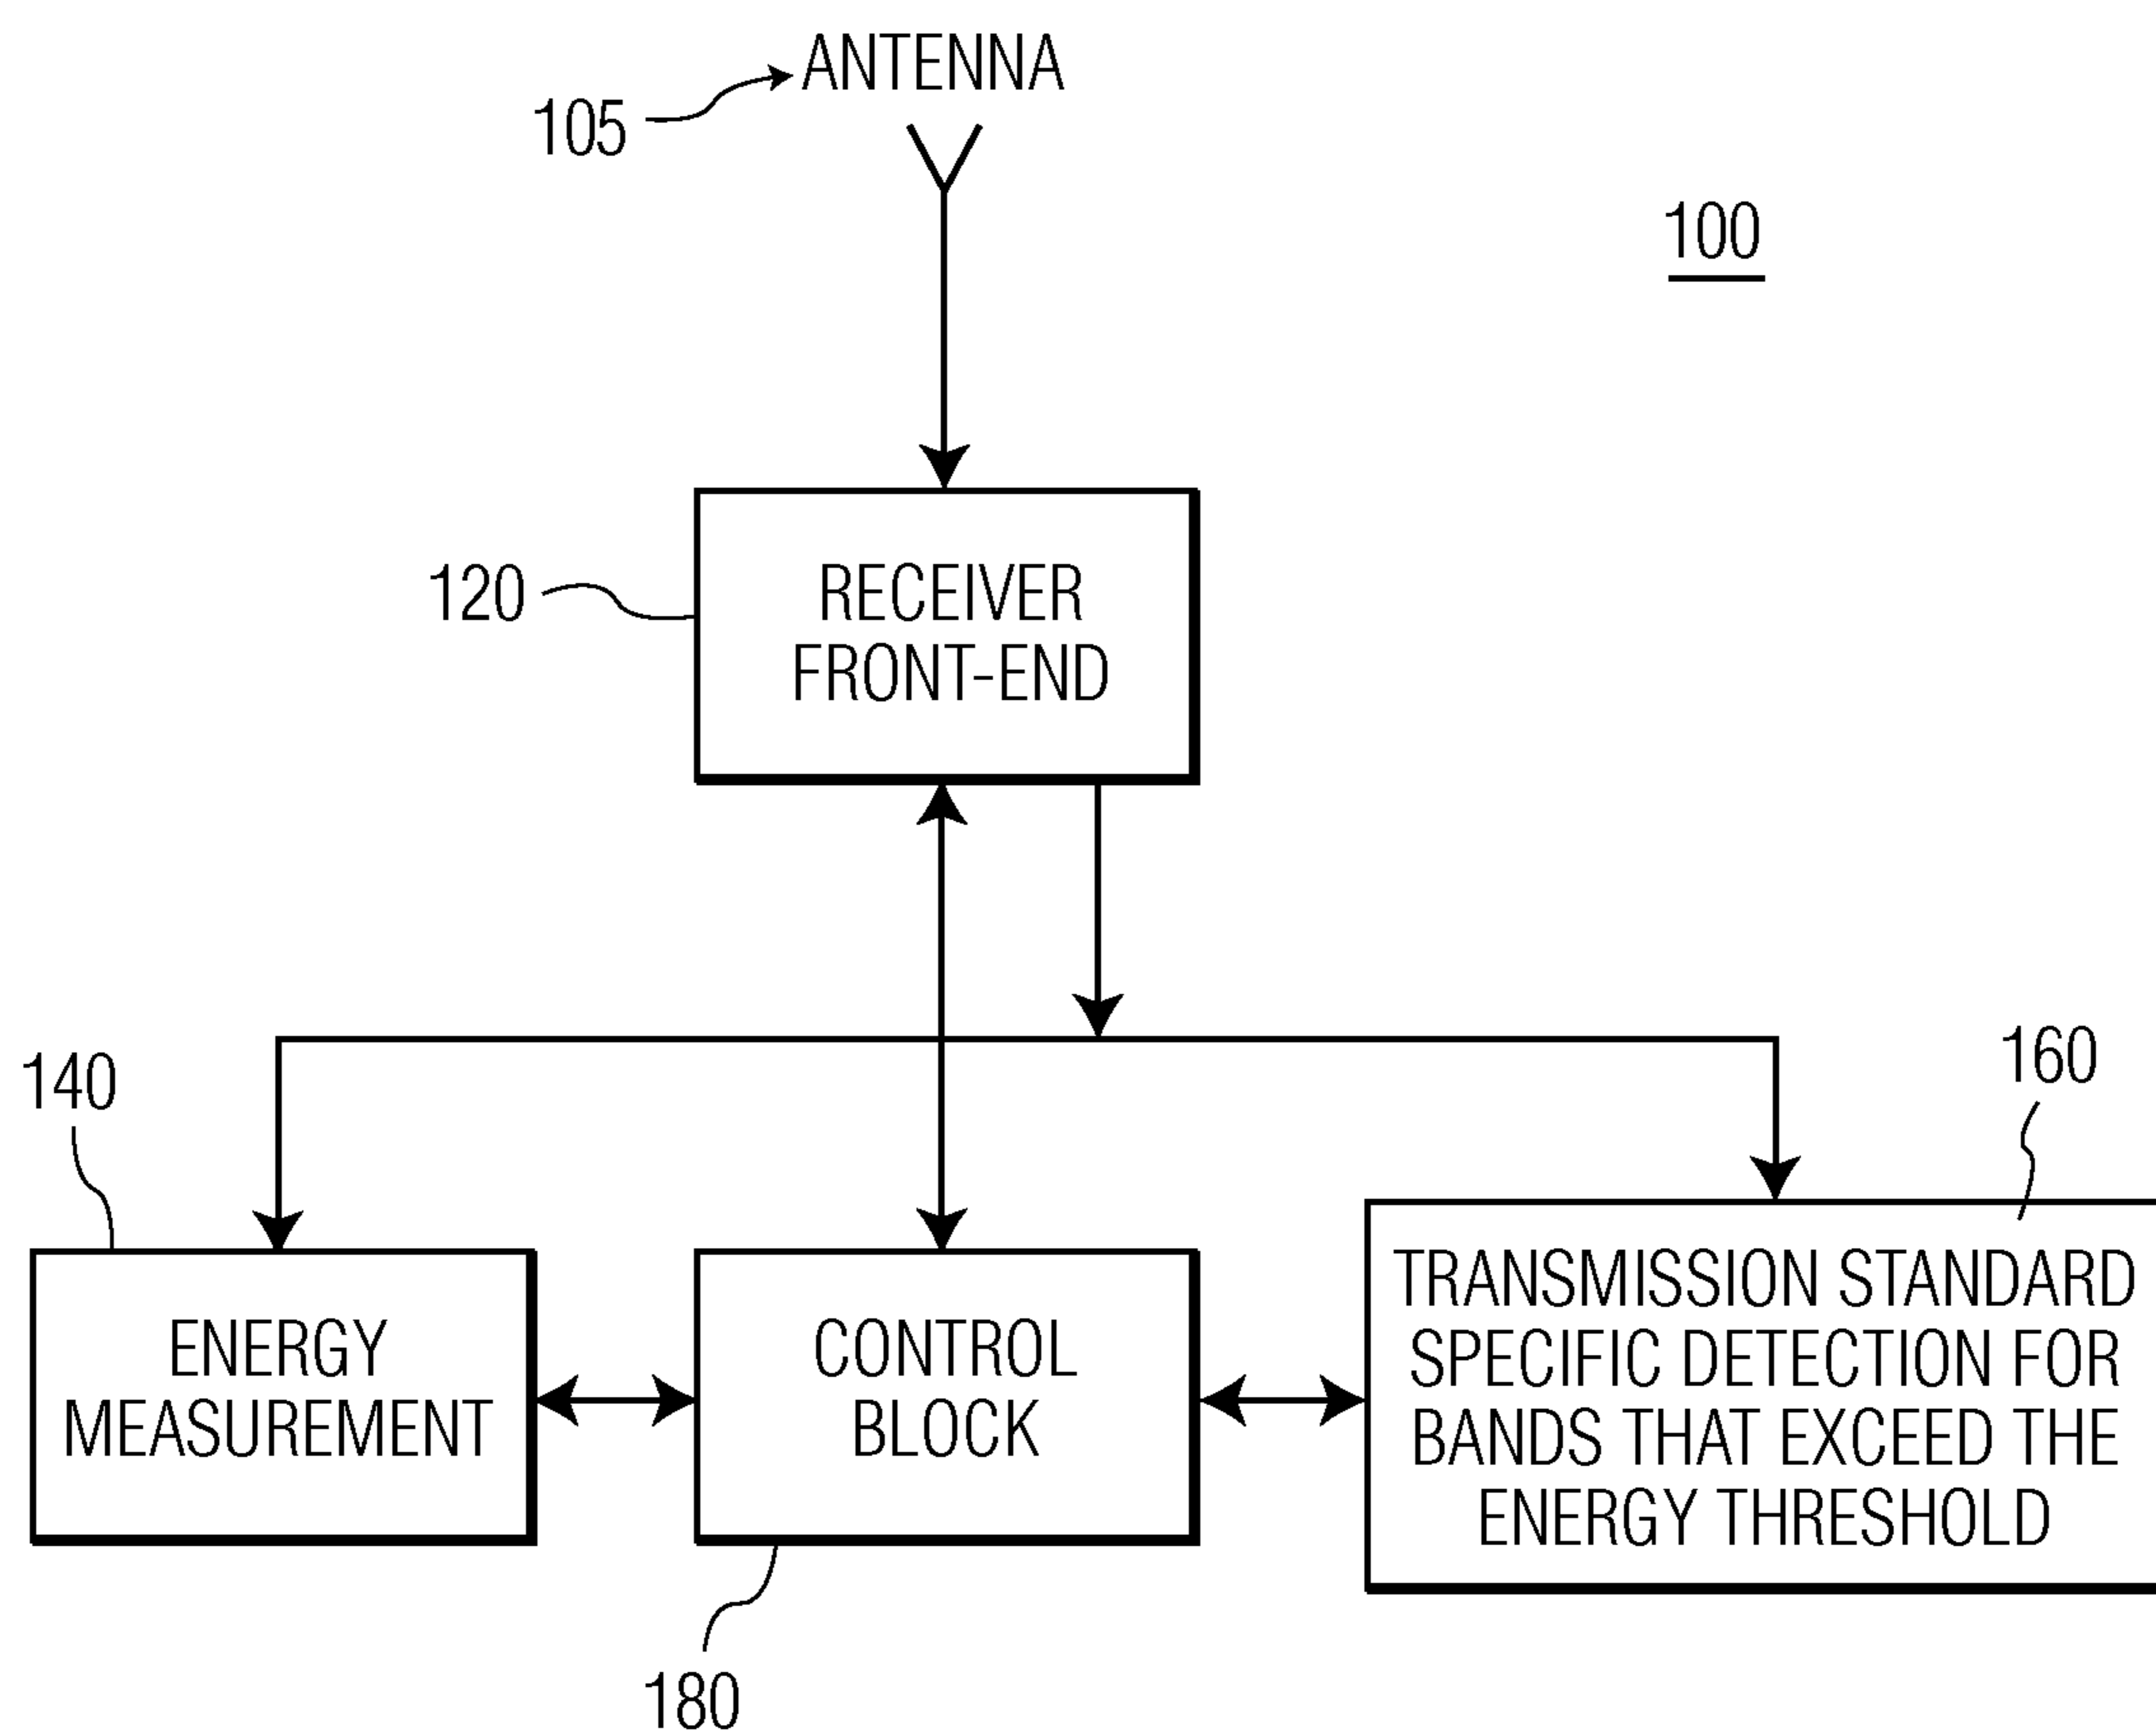 ANTENNA
105
100
120
RECEIVER
FRONT-END
140
160
ENERGY
MEASUREMENT
CONTROL
BLOCK
TRANSMISSION STANDARD
SPECIFIC DETECTION FOR
BANDS THAT EXCEED THE
ENERGY THRESHOLD
180